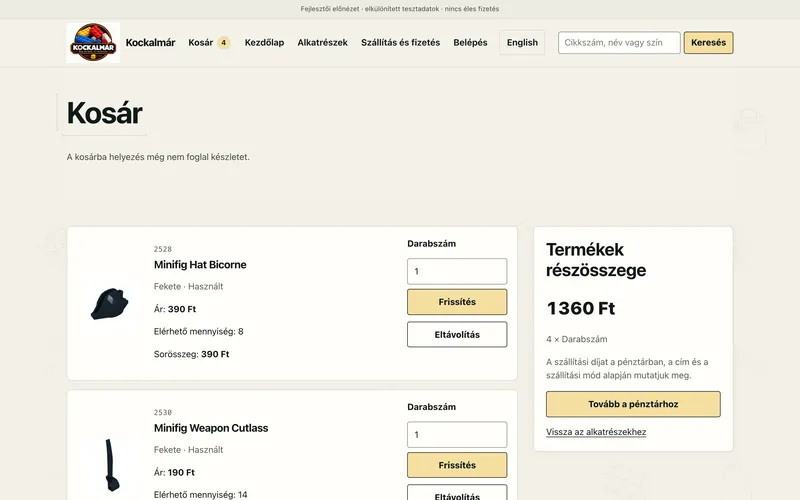 Fejlesztői előnézet · elkülönített tesztadatok · nincs éles fizetés
KOCKALMÁR
Kockalmár
Kosár 4
Kezdőlap
Alkatrészek
Szállítás és fizetés
Belépés
English
Cikkszám, név vagy szín
Keresés
Kosár
A kosárba helyezés még nem foglal készletet.
2528
Minifig Hat Bicorne
Fekete · Használt
Ár: 390 Ft
Elérhető mennyiség: 8
Sorösszeg: 390 Ft
Darabszám
1
Frissítés
Eltávolítás
2530
Minifig Weapon Cutlass
Fekete · Használt
Ár: 190 Ft
Elérhető mennyiség: 14
Darabszám
1
Frissítés
Eltávolítás
Termékek
részösszege
1360 Ft
4 × Darabszám
A szállítási díjat a pénztárban, a cím és a
szállítási mód alapján mutatjuk meg.
Tovább a pénztárhoz
Vissza az alkatrészekhez